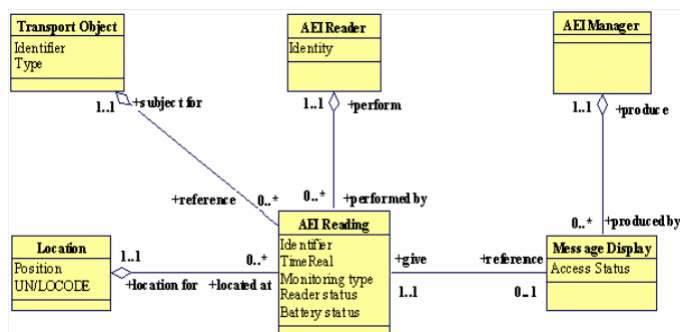 Transport Object
Identifier
Type
AEI Reader
Identity
AEI Manager
1..1
+subject for
1..1
+perform
1..1
+produce
+reference
0..*
0..*
+performed by
0..*
+produced by
Location
Position
UN/LOCODE
1..1
+location for
0..*
+located at
AEI Reading
Identifier
TimeReal
Monitoring type
Reader status
Battery status
+give
1..1
+reference
0..1
Message Display
Access Status